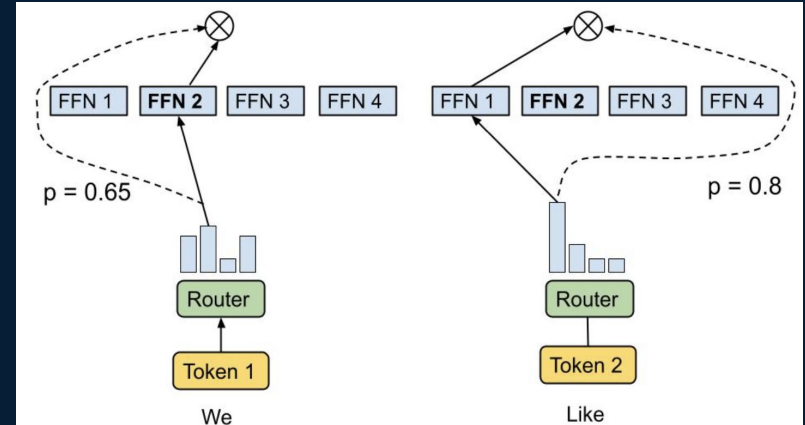 FFN 1 FFN 2 FFN 3 FFN 4
p = 0.65
Router
Token 1
We
FFN 1 FFN 2 FFN 3 FFN 4
p = 0.8
Router
Token 2
Like